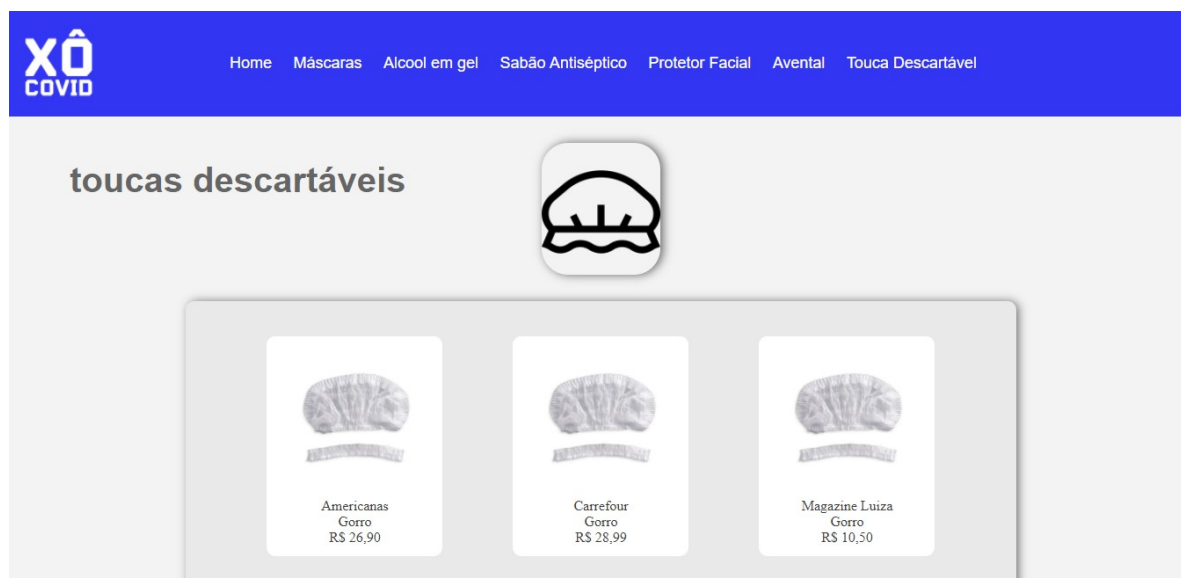 XÔ
COVID
Home Máscaras Alcool em gel Sabão Antiséptico Protetor Facial Avental Touca Descartável
toucas descartáveis
Americanas
Gorro
R$ 26,90
Carrefour
Gorro
R$ 28,99
Magazine Luiza
Gorro
R$ 10,50